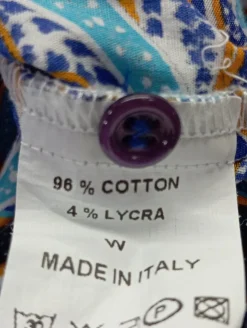 96 % COTTON
4 % LYCRA
W
MADE IN ITALY
P